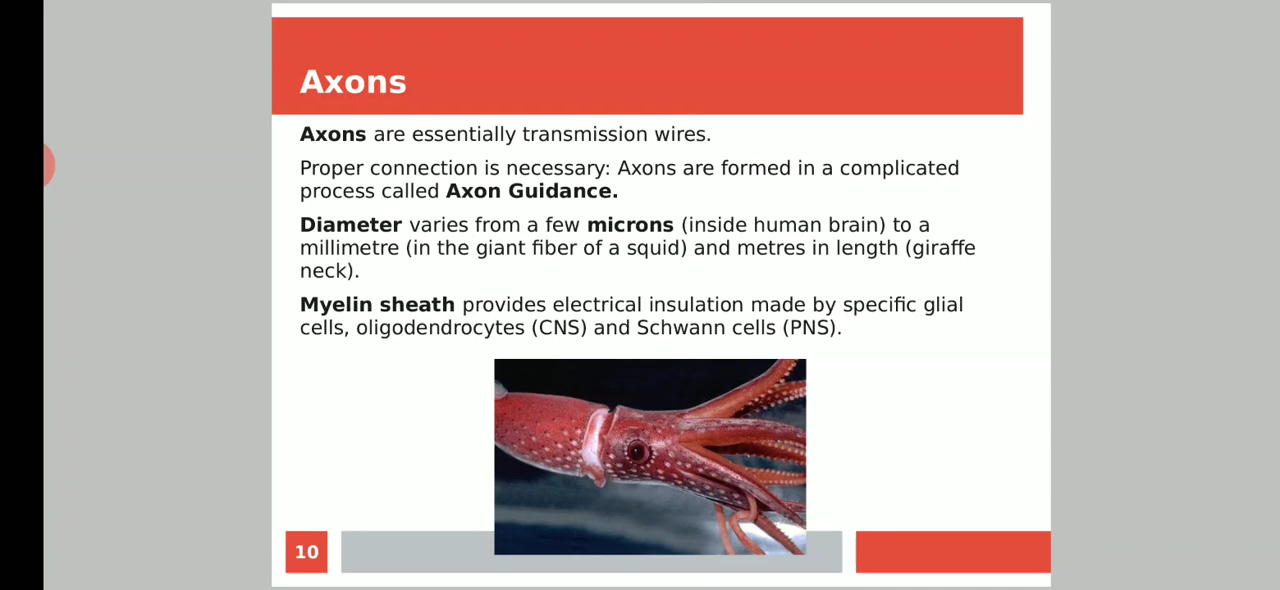 Axons
Axons are essentially transmission wires.
Proper connection is necessary: Axons are formed in a complicated
process called Axon Guidance.
Diameter varies from a few microns (inside human brain) to a
millimetre (in the giant fiber of a squid) and metres in length (giraffe
neck).
Myelin sheath provides electrical insulation made by specific glial
cells, oligodendrocytes (CNS) and Schwann cells (PNS).
10